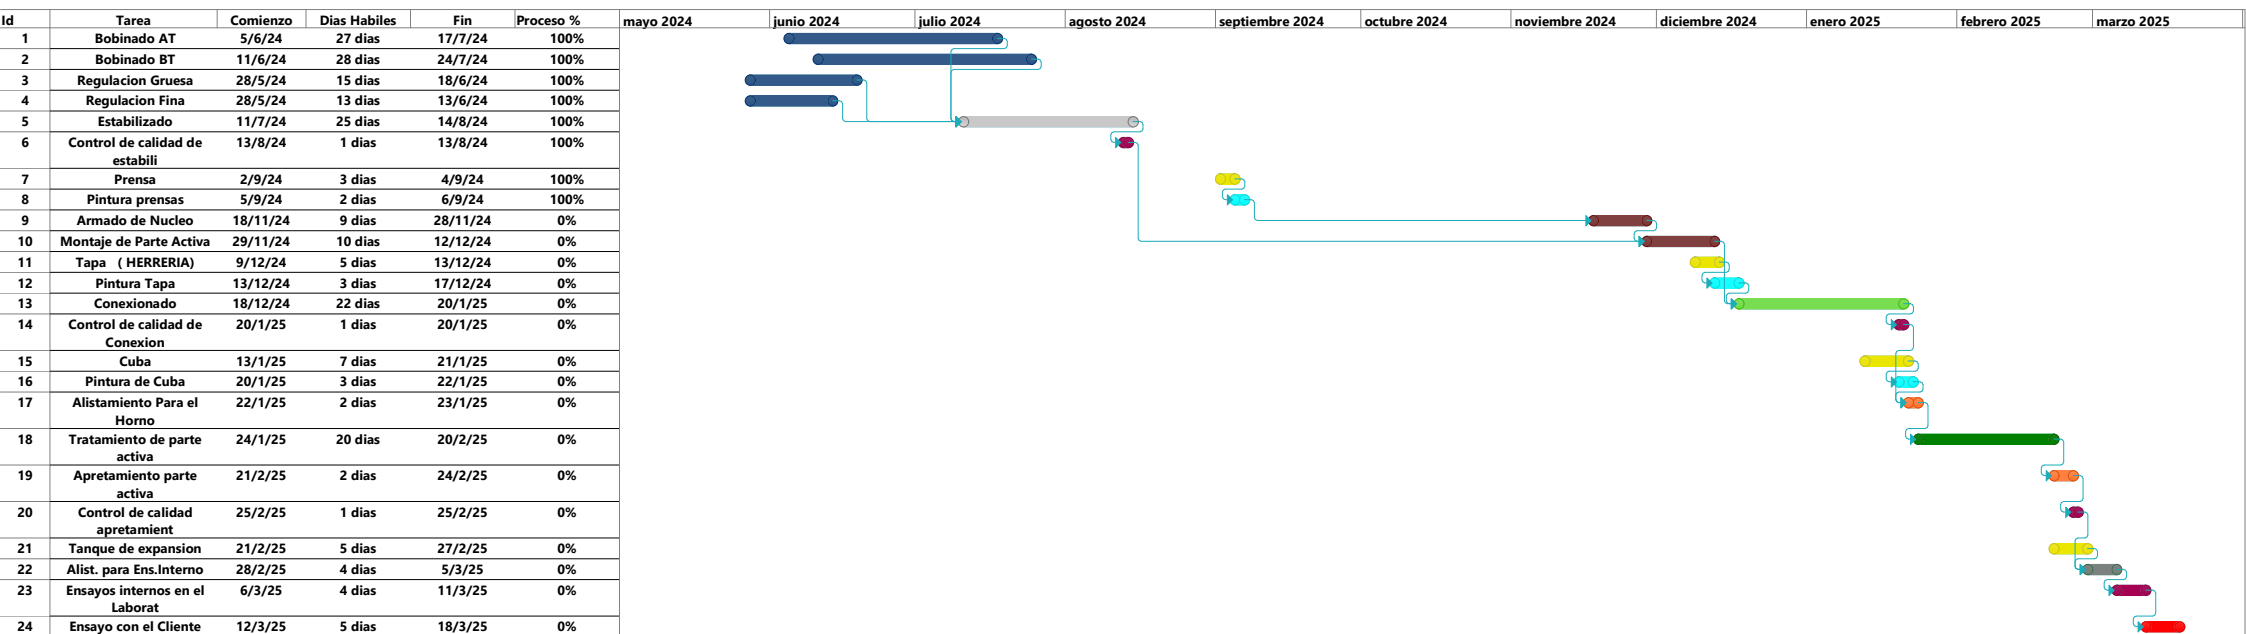 Id Tarea Comienzo Dias Habiles Fin Proceso % mayo 2024 junio 2024 julio 2024 agosto 2024 septiembre 2024 octubre 2024 noviembre 2024 diciembre 2024 enero 2025 febrero 2025 marzo 2025
1 Bobinado AT 5/6/24 27 dias 17/7/24 100%
2 Bobinado BT 11/6/24 28 dias 24/7/24 100%
3 Regulacion Gruesa 28/5/24 15 dias 18/6/24 100%
4 Regulacion Fina 28/5/24 13 dias 13/6/24 100%
5 Estabilizado 11/7/24 25 dias 14/8/24 100%
6 Control de calidad de 13/8/24 1 dias 13/8/24 100%
estabili
7 Prensa 2/9/24 3 dias 4/9/24 100%
8 Pintura prensas 5/9/24 2 dias 6/9/24 100%
9 Armado de Nucleo 18/11/24 9 dias 28/11/24 0%
10 Montaje de Parte Activa 29/11/24 10 dias 12/12/24 0%
11 Tapa ( HERRERIA) 9/12/24 5 dias 13/12/24 0%
12 Pintura Tapa 13/12/24 3 dias 17/12/24 0%
13 Conexionado 18/12/24 22 dias 20/1/25 0%
14 Control de calidad de 20/1/25 1 dias 20/1/25 0%
Conexion
15 Cuba 13/1/25 7 dias 21/1/25 0%
16 Pintura de Cuba 20/1/25 3 dias 22/1/25 0%
17 Alistamiento Para el 22/1/25 2 dias 23/1/25 0%
Horno
18 Tratamiento de parte 24/1/25 20 dias 20/2/25 0%
activa
19 Apretamiento parte 21/2/25 2 dias 24/2/25 0%
activa
20 Control de calidad 25/2/25 1 dias 25/2/25 0%
apretamient
21 Tanque de expansion 21/2/25 5 dias 27/2/25 0%
22 Alist. para Ens.Interno 28/2/25 4 dias 5/3/25 0%
23 Ensayos internos en el 6/3/25 4 dias 11/3/25 0%
Laborat
24 Ensayo con el Cliente 12/3/25 5 dias 18/3/25 0%